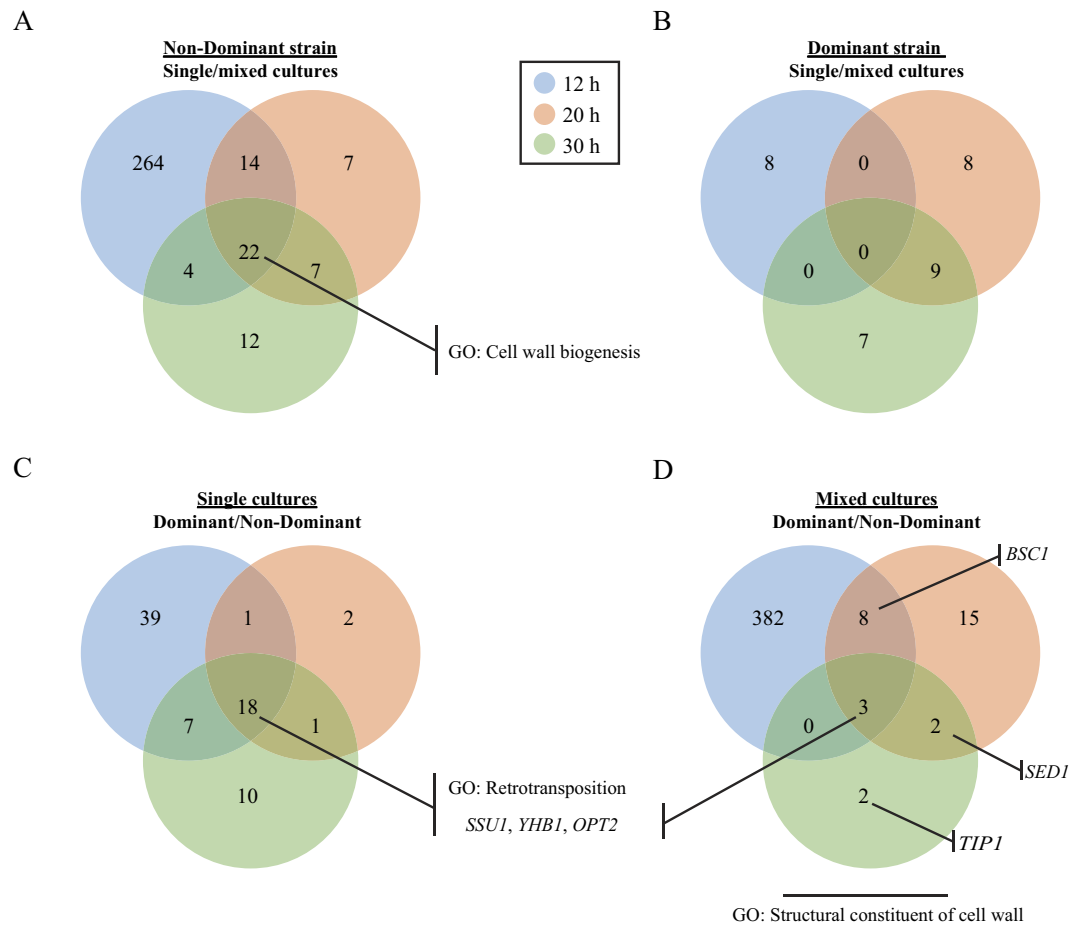 A
Non-Dominant strain
Single/mixed cultures
264
14
7
22
4
7
12
GO: Cell wall biogenesis
12 h
20 h
30 h
B
Dominant strain
Single/mixed cultures
8
0
8
0
0
9
7
C
Single cultures
Dominant/Non-Dominant
39
1
2
18
7
1
10
GO: Retrotransposition
SSU1, YHB1, OPT2
D
Mixed cultures
Dominant/Non-Dominant
BSC1
382
8
15
3
0
2
SED1
2
TIP1
GO: Structural constituent of cell wall